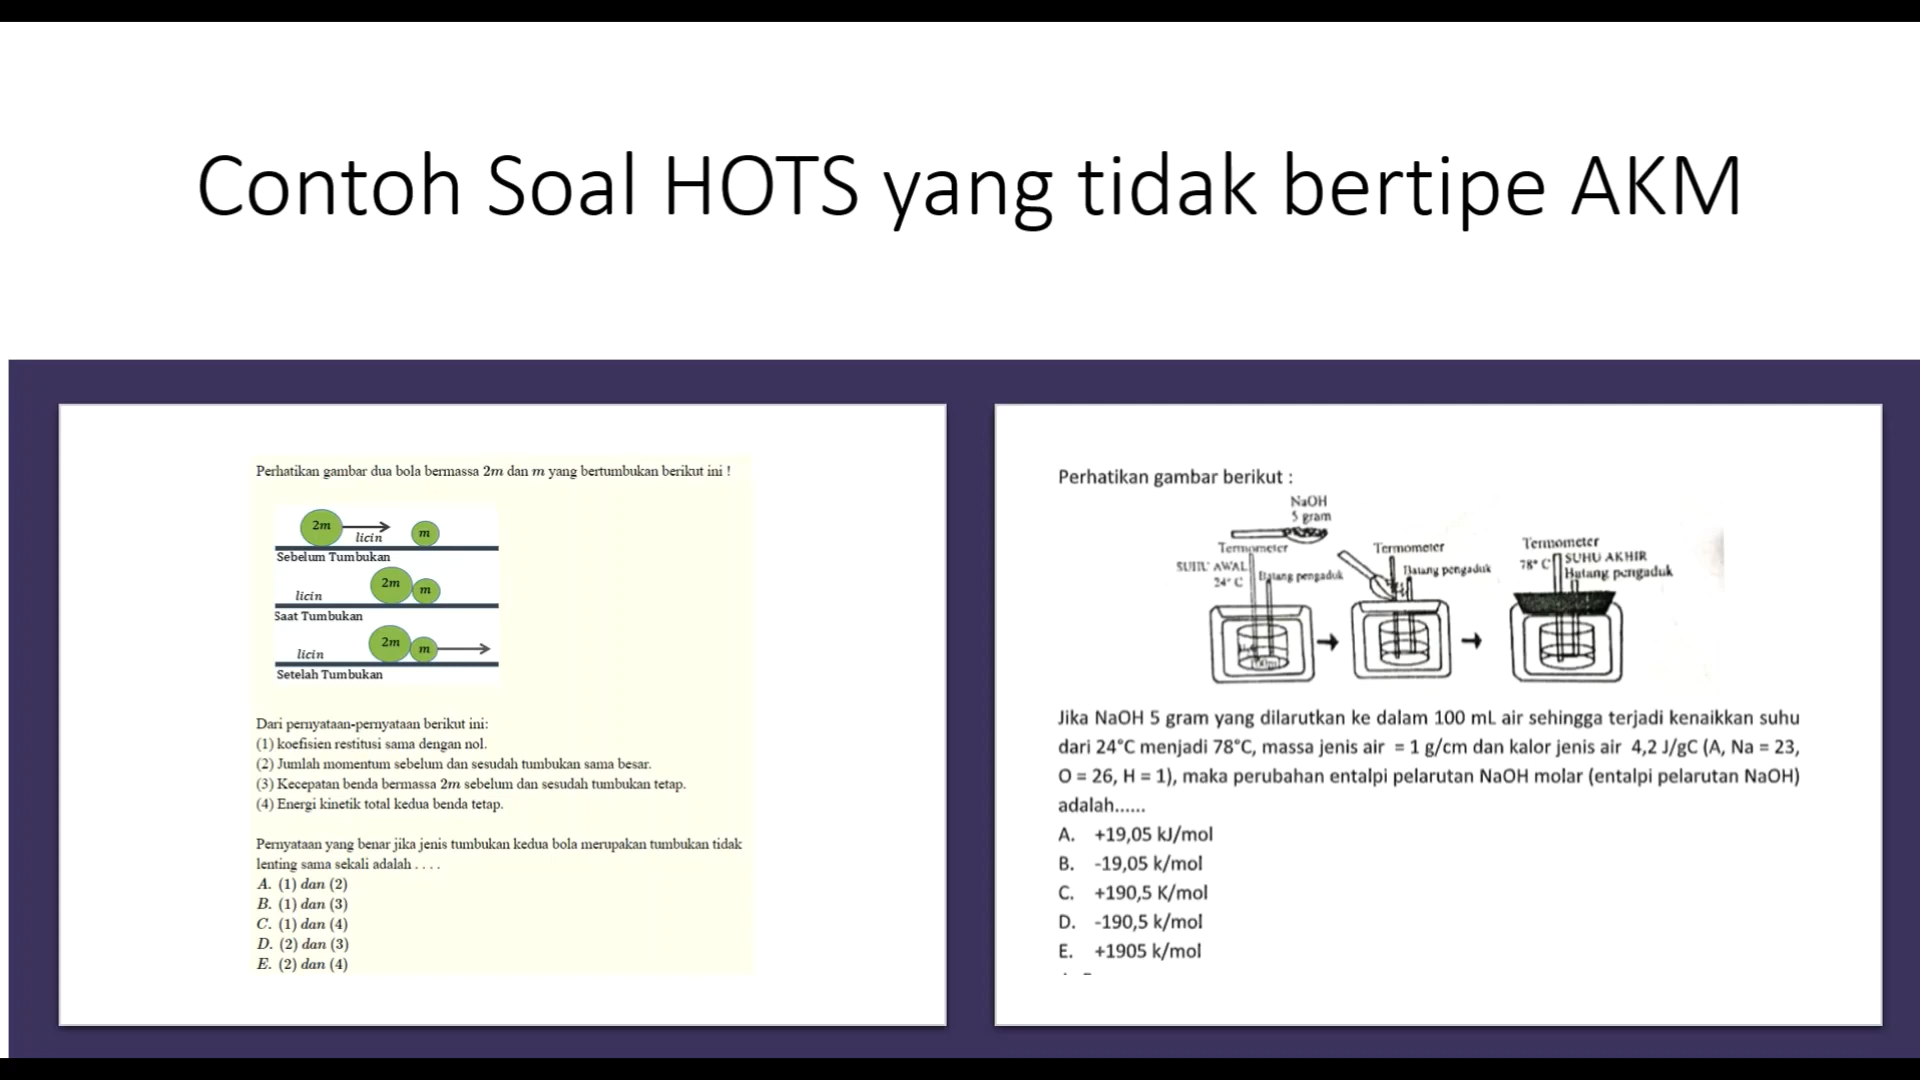 Contoh Soal HOTS yang tidak bertipe AKM
Perhatikan gambar dua bola bermassa 2m dan m yang bertumbukan berikut ini !
2m
licin
m
Sebelum Tumbukan
2m
m
licin
Saat Tumbukan
2m
m
licin
Setelah Tumbukan
Dari pernyataan-pernyataan berikut ini:
(1) koefisien restitusi sama dengan nol.
(2) Jumlah momentum sebelum dan sesudah tumbukan sama besar.
(3) Kecepatan benda bermassa 2m sebelum dan sesudah tumbukan tetap.
(4) Energi kinetik total kedua benda tetap.
Pernyataan yang benar jika jenis tumbukan kedua bola merupakan tumbukan tidak
lenting sama sekali adalah . . . .
A. (1) dan (2)
B. (1) dan (3)
C. (1) dan (4)
D. (2) dan (3)
E. (2) dan (4)
Perhatikan gambar berikut :
NaOH
5 gram
Termometer
SUHU AWAL
24° C
Batang pengaduk
Termometer
Batang pengaduk
Termometer
78° C
SUHU AKHIR
Batang pengaduk
Jika NaOH 5 gram yang dilarutkan ke dalam 100 mL air sehingga terjadi kenaikkan suhu
dari 24°C menjadi 78°C, massa jenis air = 1 g/cm dan kalor jenis air 4,2 J/gC (A, Na = 23,
O = 26, H = 1), maka perubahan entalpi pelarutan NaOH molar (entalpi pelarutan NaOH)
adalah......
A. +19,05 kJ/mol
B. -19,05 k/mol
C. +190,5 K/mol
D. -190,5 k/mol
E. +1905 k/mol